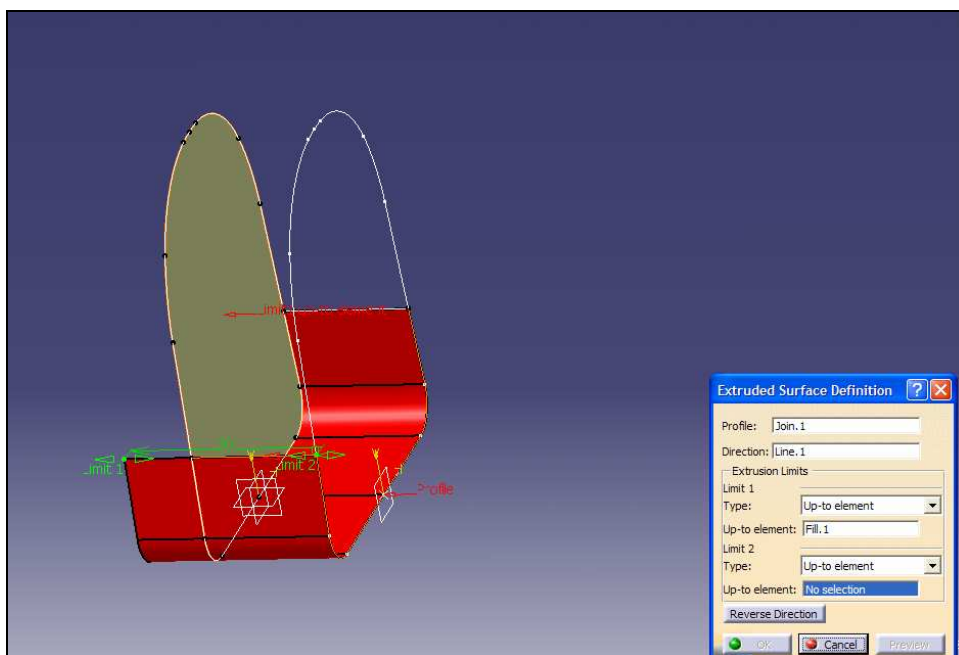 Limit 1
Limit 2
Profile
Extruded Surface Definition
Profile: Join.1
Direction: Line.1
Extrusion Limits
Limit 1
Type: Up-to element
Up-to element: Fill.1
Limit 2
Type: Up-to element
Up-to element: No selection
Reverse Direction
OK Cancel Preview